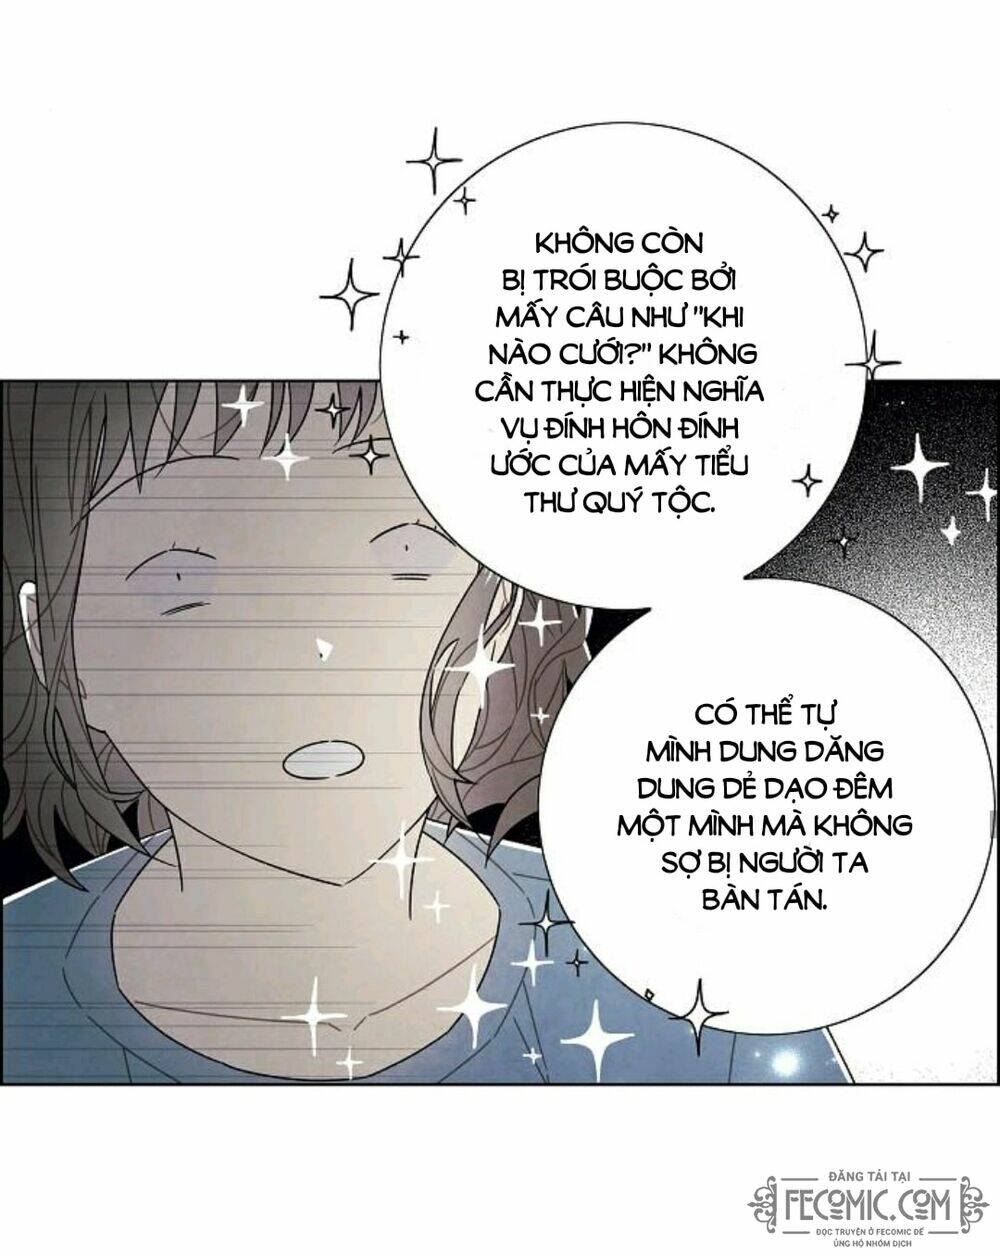 KHÔNG CÒN
BỊ TRÓI BUỘC BỞI
MẤY CÂU NHƯ "KHI
NÀO CƯỚI?" KHÔNG
CẦN THỰC HIỆN NGHĨA
VỤ ĐÍNH HÔN ĐÍNH
ƯỚC CỦA MẤY TIỂU
THƯ QUÝ TỘC.
CÓ THỂ TỰ
MÌNH DUNG DĂNG
DUNG DẺ DẠO ĐÊM
MỘT MÌNH MÀ KHÔNG
SỢ BỊ NGƯỜI TA
BÀN TÁN.
ĐĂNG TẢI TẠI
FECOMIC.COM
ĐỌC TRUYỆN Ở FECOMIC ĐỂ
ỦNG HỘ NHÓM DỊCH